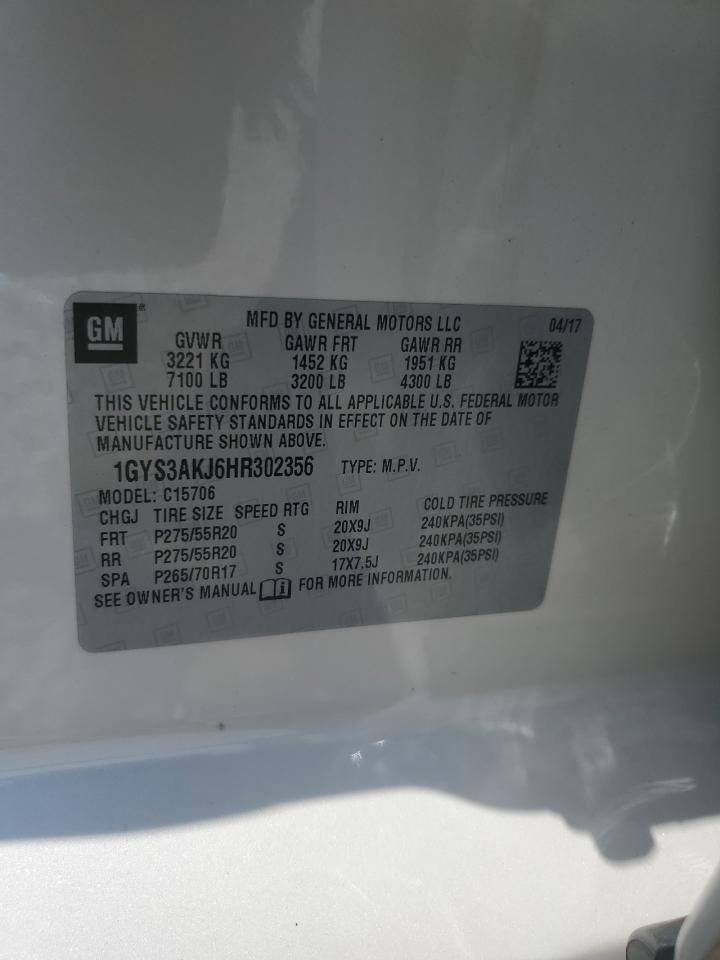 GM
MFD BY GENERAL MOTORS LLC 04/17
GVWR GAWR FRT GAWR RR
3221 KG 1452 KG 1951 KG
7100 LB 3200 LB 4300 LB
THIS VEHICLE CONFORMS TO ALL APPLICABLE U.S. FEDERAL MOTOR
VEHICLE SAFETY STANDARDS IN EFFECT ON THE DATE OF
MANUFACTURE SHOWN ABOVE.
1GYS3AKJ6HR302356 TYPE: M.P.V.
MODEL: C15706
CHGJ TIRE SIZE SPEED RTG RIM COLD TIRE PRESSURE
FRT P275/55R20 S 20X9J 240KPA(35PSI)
RR P275/55R20 S 20X9J 240KPA(35PSI)
SPA P265/70R17 S 17X7.5J 240KPA(35PSI)
SEE OWNER'S MANUAL FOR MORE INFORMATION.